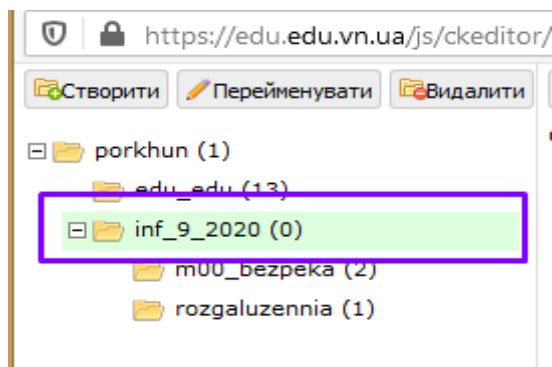 https://edu.edu.vn.ua/js/ckeditor/
Створити Перейменувати Видалити
porkhun (1)
edu_edu (13)
inf_9_2020 (0)
m00_bezpeka (2)
rozgaluzennia (1)